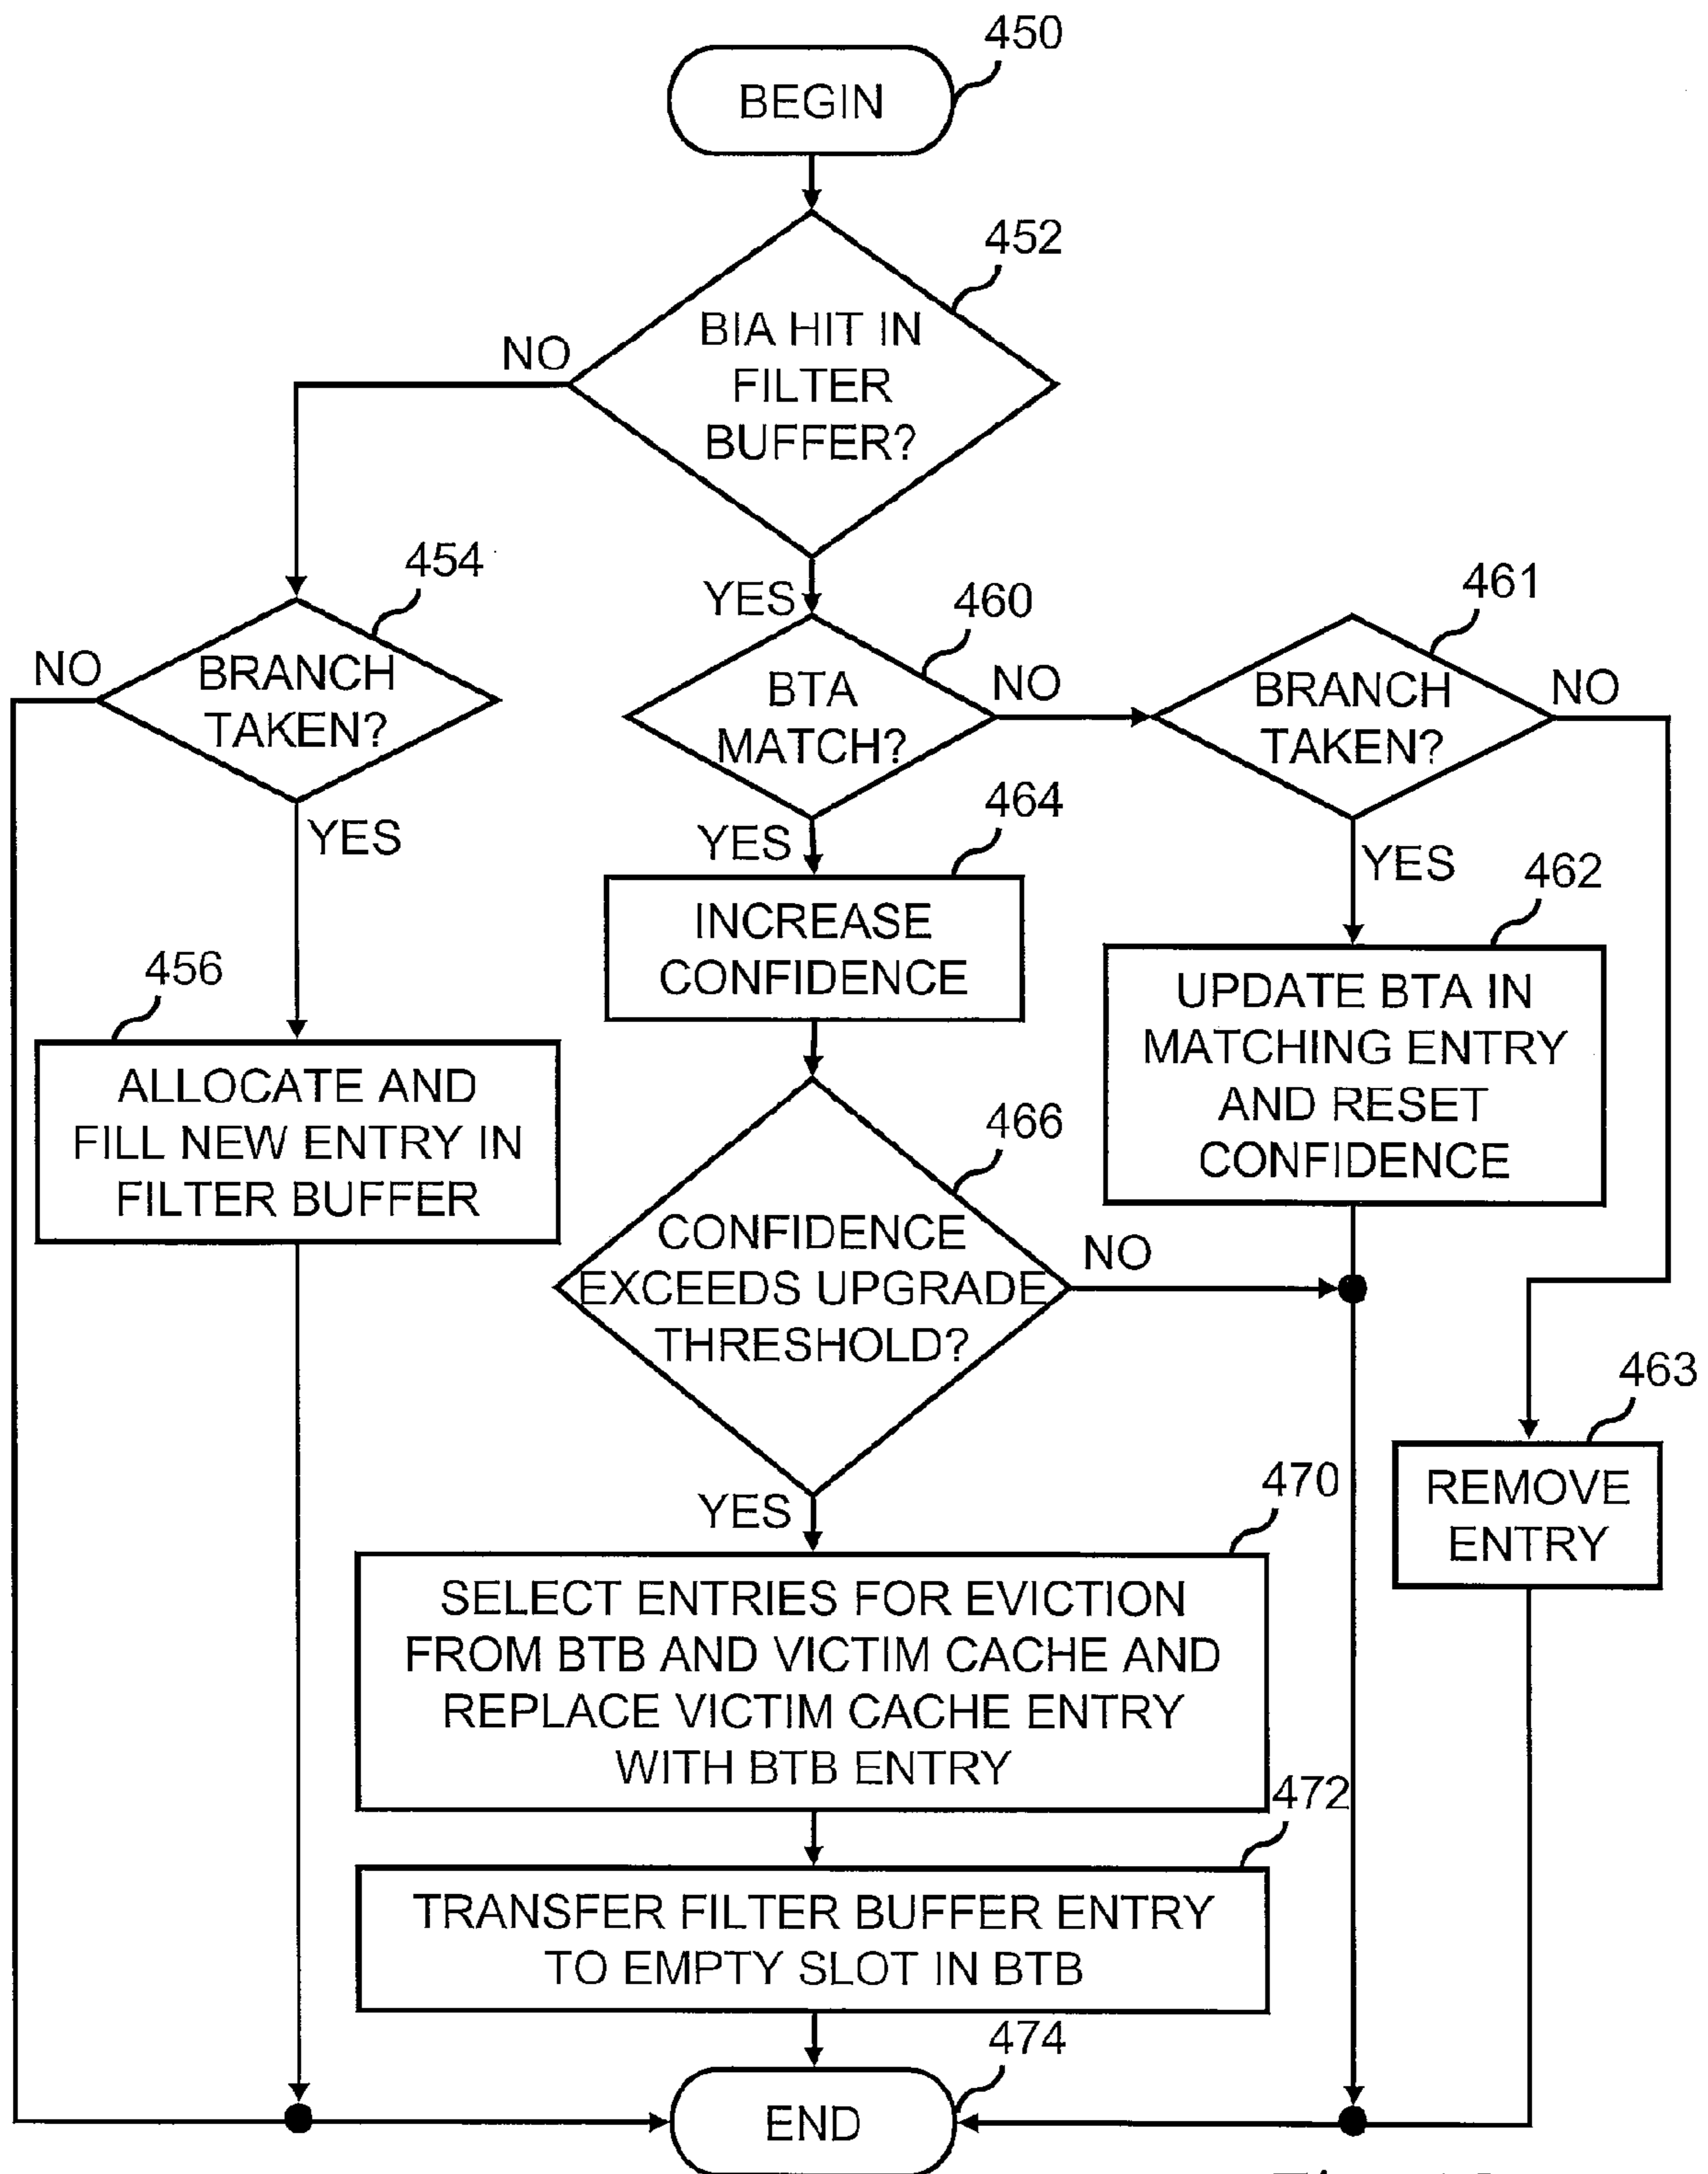 450
BEGIN
452
BIA HIT IN
FILTER
BUFFER?
NO
YES
454
BRANCH
TAKEN?
NO
YES
460
BTA
MATCH?
NO
YES
461
BRANCH
TAKEN?
NO
YES
464
INCREASE
CONFIDENCE
462
UPDATE BTA IN
MATCHING ENTRY
AND RESET
CONFIDENCE
456
ALLOCATE AND
FILL NEW ENTRY IN
FILTER BUFFER
466
CONFIDENCE
EXCEEDS UPGRADE
THRESHOLD?
NO
YES
463
REMOVE
ENTRY
470
SELECT ENTRIES FOR EVICTION
FROM BTB AND VICTIM CACHE AND
REPLACE VICTIM CACHE ENTRY
WITH BTB ENTRY
472
TRANSFER FILTER BUFFER ENTRY
TO EMPTY SLOT IN BTB
474
END